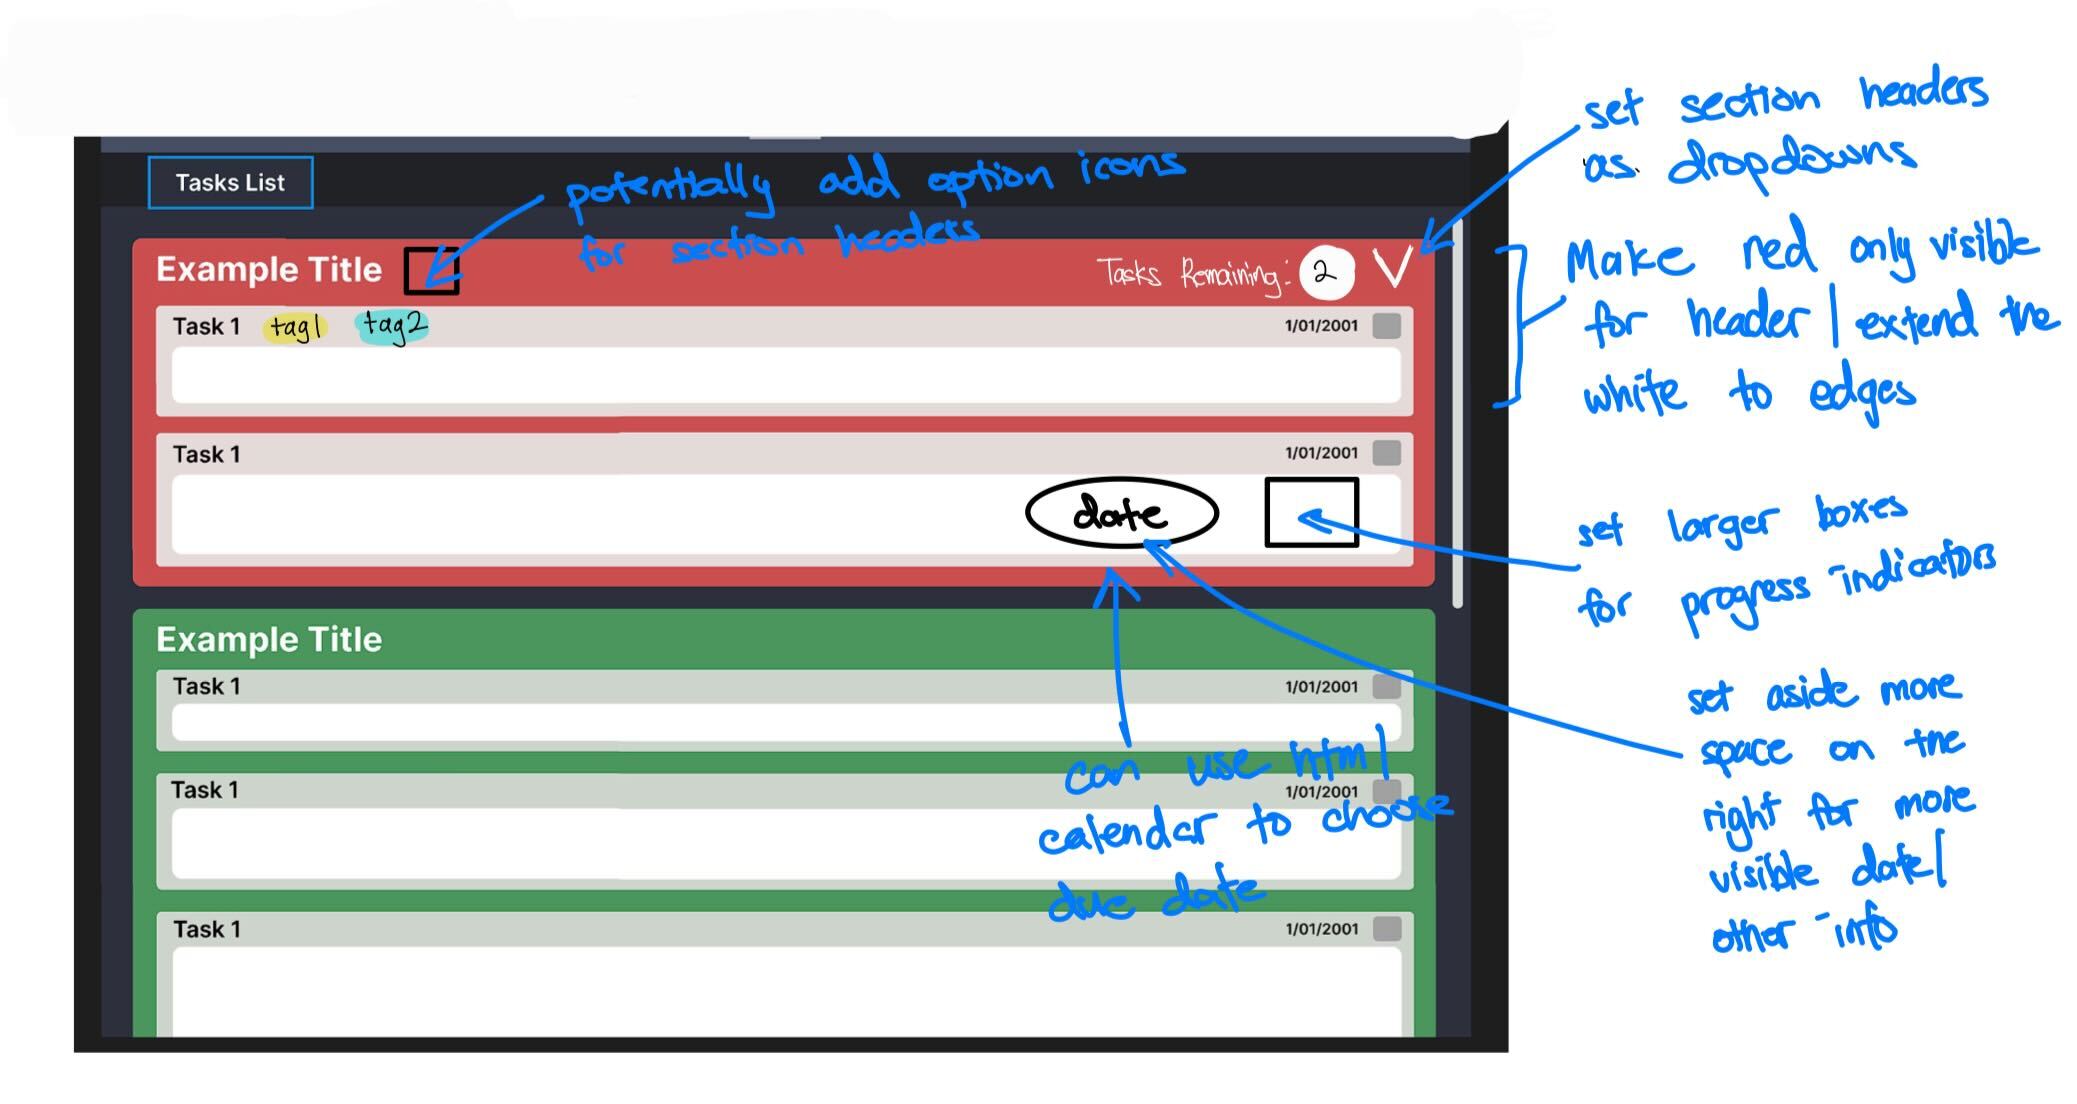 set section headers
as dropdowns
Tasks List
potentially add option icons
for section headers
Example Title
Tasks Remaining: 2
Make red only visible
for header / extend the
white to edges
Task 1 tag1 tag2 1/01/2001
Task 1 1/01/2001
date
set larger boxes
for progress indicators
Example Title
Task 1 1/01/2001
set aside more
space on the
right for more
visible date/
other info
can use html
calendar to choose
due date
Task 1 1/01/2001
Task 1 1/01/2001